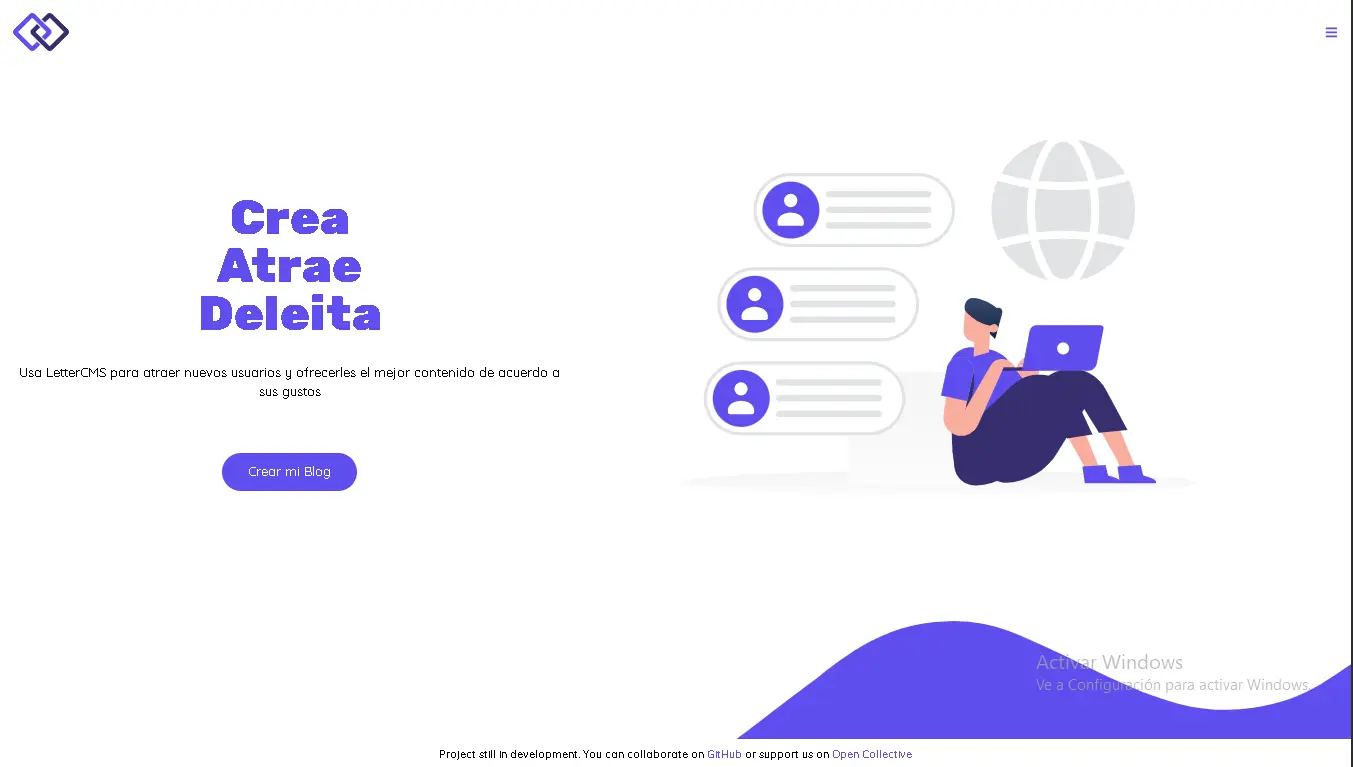 Crea
Atrae
Deleita
Usa LetterCMS para atraer nuevos usuarios y ofrecerles el mejor contenido de acuerdo a
sus gustos
Crear mi Blog
Activar Windows
Ve a Configuración para activar Windows.
Project still in development. You can collaborate on GitHub or support us on Open Collective